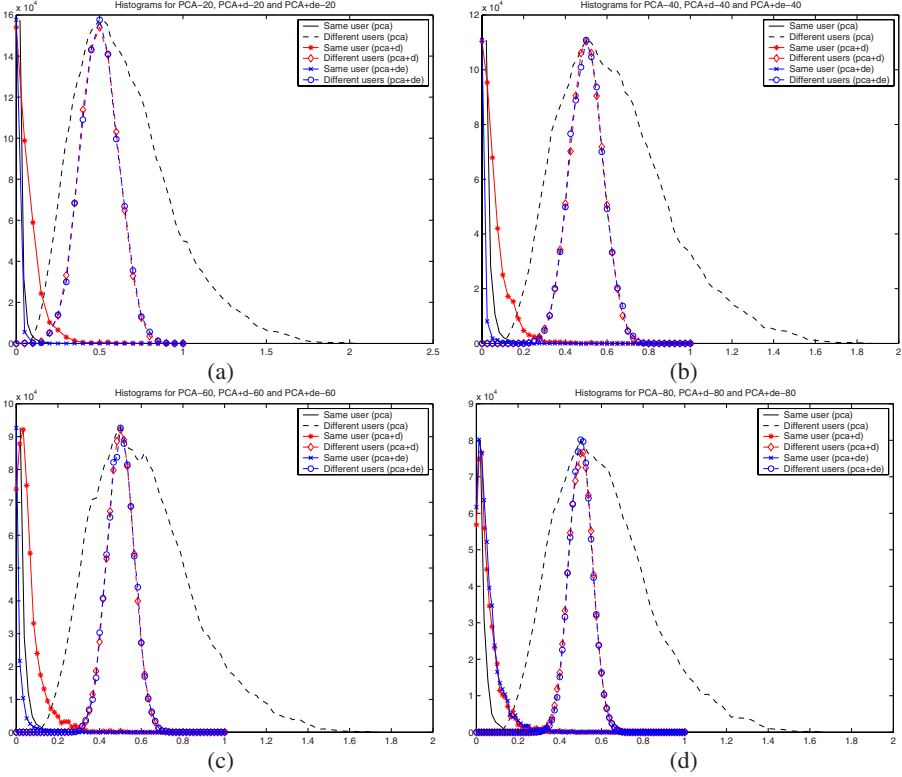 Histograms for PCA−20, PCA+d−20 and PCA+de−20
x 10^4
16
14
12
10
8
6
4
2
0
0 0.5 1 1.5 2 2.5
Same user (pca)
Different users (pca)
Same user (pca+d)
Different users (pca+d)
Same user (pca+de)
Different users (pca+de)
(a)
Histograms for PCA−40, PCA+d−40 and PCA+de−40
x 10^4
12
10
8
6
4
2
0
0 0.2 0.4 0.6 0.8 1 1.2 1.4 1.6 1.8 2
Same user (pca)
Different users (pca)
Same user (pca+d)
Different users (pca+d)
Same user (pca+de)
Different users (pca+de)
(b)
Histograms for PCA−60, PCA+d−60 and PCA+de−60
x 10^4
10
9
8
7
6
5
4
3
2
1
0
0 0.2 0.4 0.6 0.8 1 1.2 1.4 1.6 1.8 2
Same user (pca)
Different users (pca)
Same user (pca+d)
Different users (pca+d)
Same user (pca+de)
Different users (pca+de)
(c)
Histograms for PCA−80, PCA+d−80 and PCA+de−80
x 10^4
9
8
7
6
5
4
3
2
1
0
0 0.2 0.4 0.6 0.8 1 1.2 1.4 1.6 1.8 2
Same user (pca)
Different users (pca)
Same user (pca+d)
Different users (pca+d)
Same user (pca+de)
Different users (pca+de)
(d)